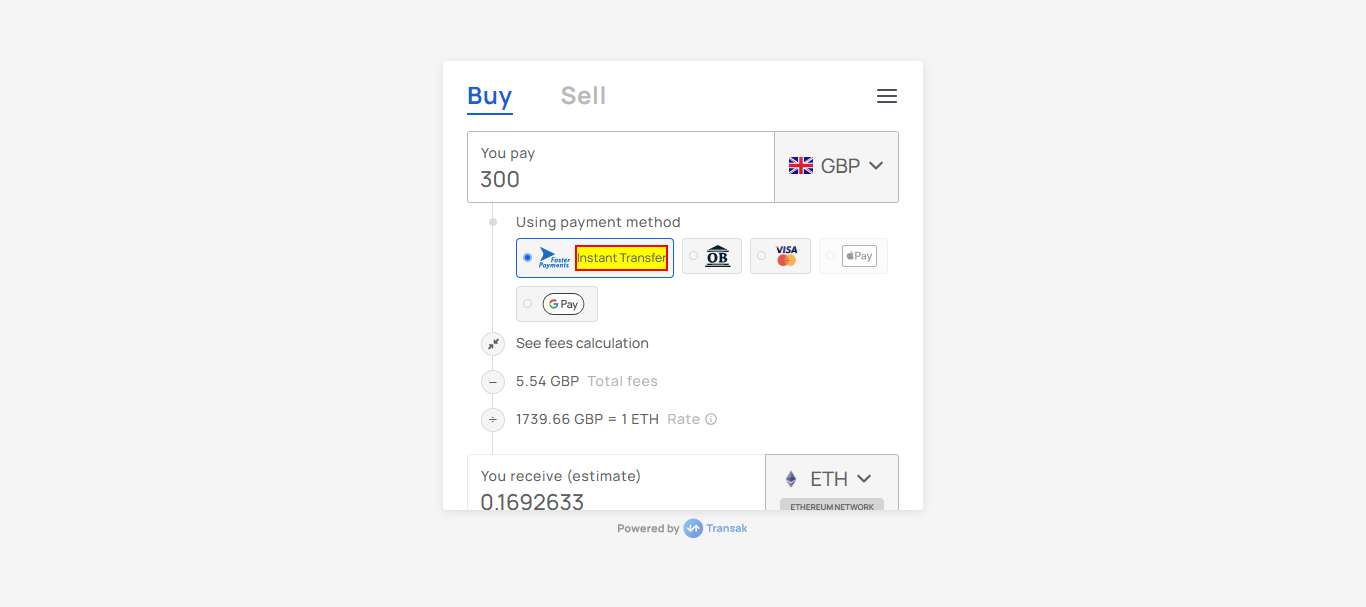 Buy Sell
You pay
300
GBP
Using payment method
Faster Payments Instant Transfer
OB
VISA
Pay
G Pay
See fees calculation
− 5.54 GBP Total fees
÷ 1739.66 GBP = 1 ETH Rate
You receive (estimate)
0.1692633
ETH
ETHEREUM NETWORK
Powered by Transak